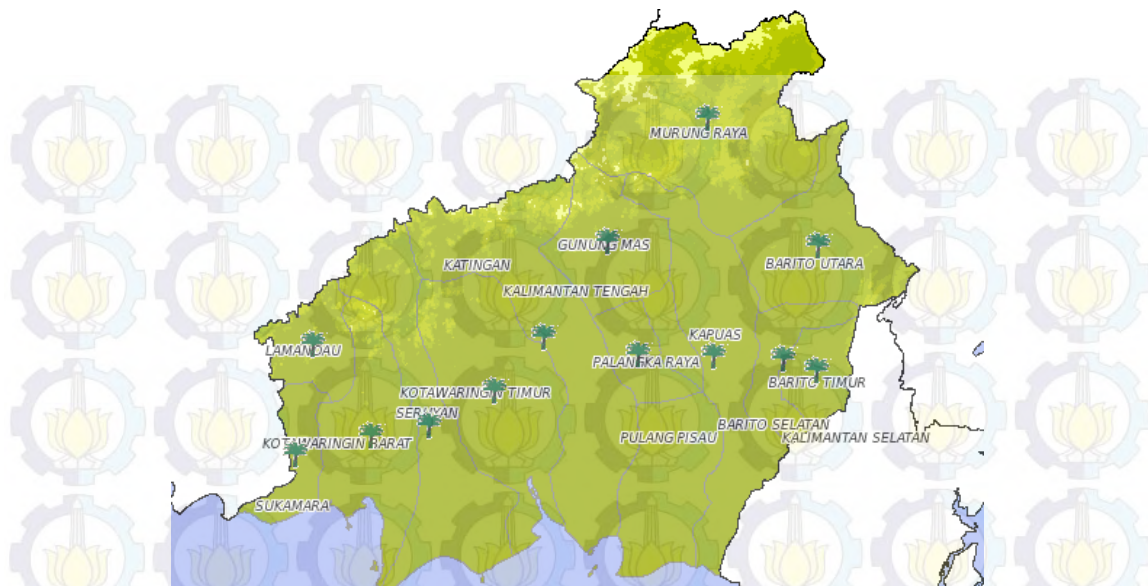 MURUNG RAYA
GUNUNG MAS
KATINGAN
BARITO UTARA
KALIMANTAN TENGAH
KAPUAS
LAMANDAU
PALANGKA RAYA
BARITO TIMUR
KOTAWARINGIN TIMUR
SERUYAN
BARITO SELATAN
PULANG PISAU
KALIMANTAN SELATAN
KOTAWARINGIN BARAT
SUKAMARA